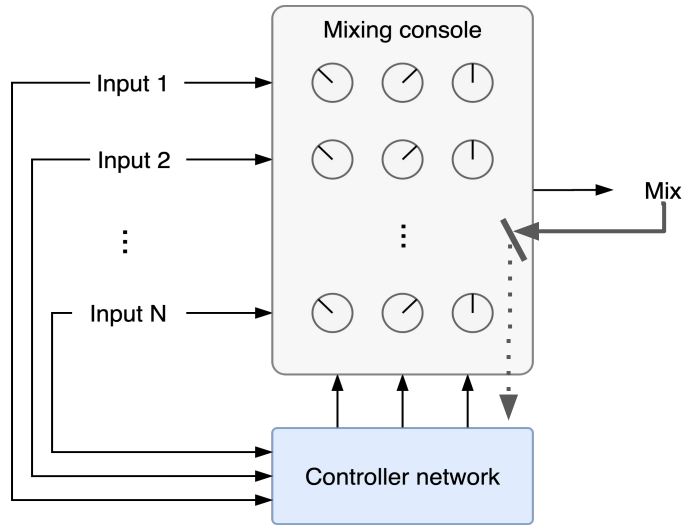 Mixing console
Input 1
Input 2
Mix
Input N
Controller network